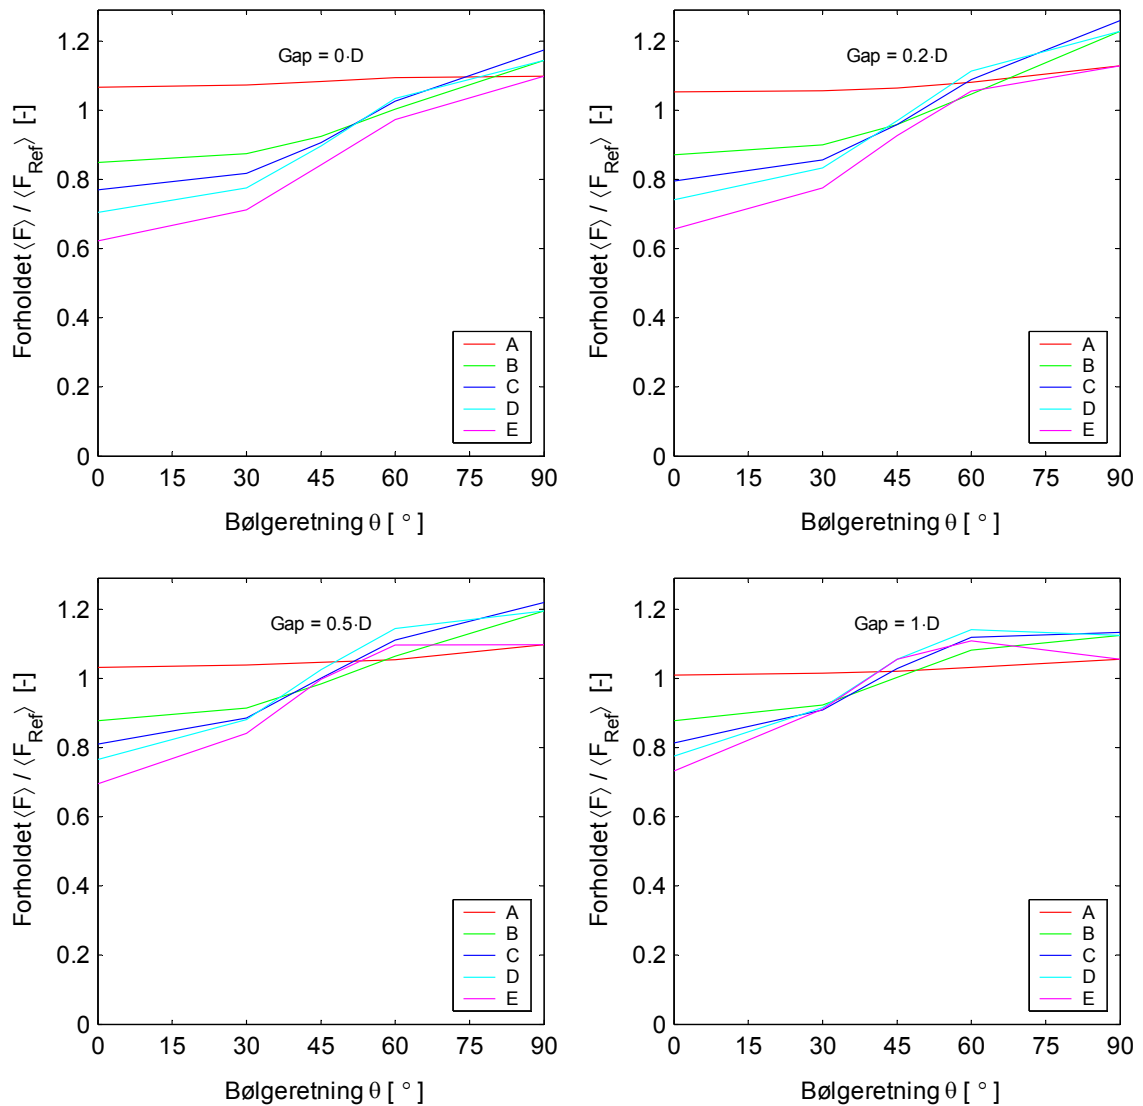 Gap = 0·D
Forholdet ⟨F⟩ / ⟨F_Ref⟩ [-]
1.2
1
0.8
0.6
0.4
0.2
0
A
B
C
D
E
0 15 30 45 60 75 90
Bølgeretning θ [ ° ]
Gap = 0.2·D
Forholdet ⟨F⟩ / ⟨F_Ref⟩ [-]
1.2
1
0.8
0.6
0.4
0.2
0
A
B
C
D
E
0 15 30 45 60 75 90
Bølgeretning θ [ ° ]
Gap = 0.5·D
Forholdet ⟨F⟩ / ⟨F_Ref⟩ [-]
1.2
1
0.8
0.6
0.4
0.2
0
A
B
C
D
E
0 15 30 45 60 75 90
Bølgeretning θ [ ° ]
Gap = 1·D
Forholdet ⟨F⟩ / ⟨F_Ref⟩ [-]
1.2
1
0.8
0.6
0.4
0.2
0
A
B
C
D
E
0 15 30 45 60 75 90
Bølgeretning θ [ ° ]